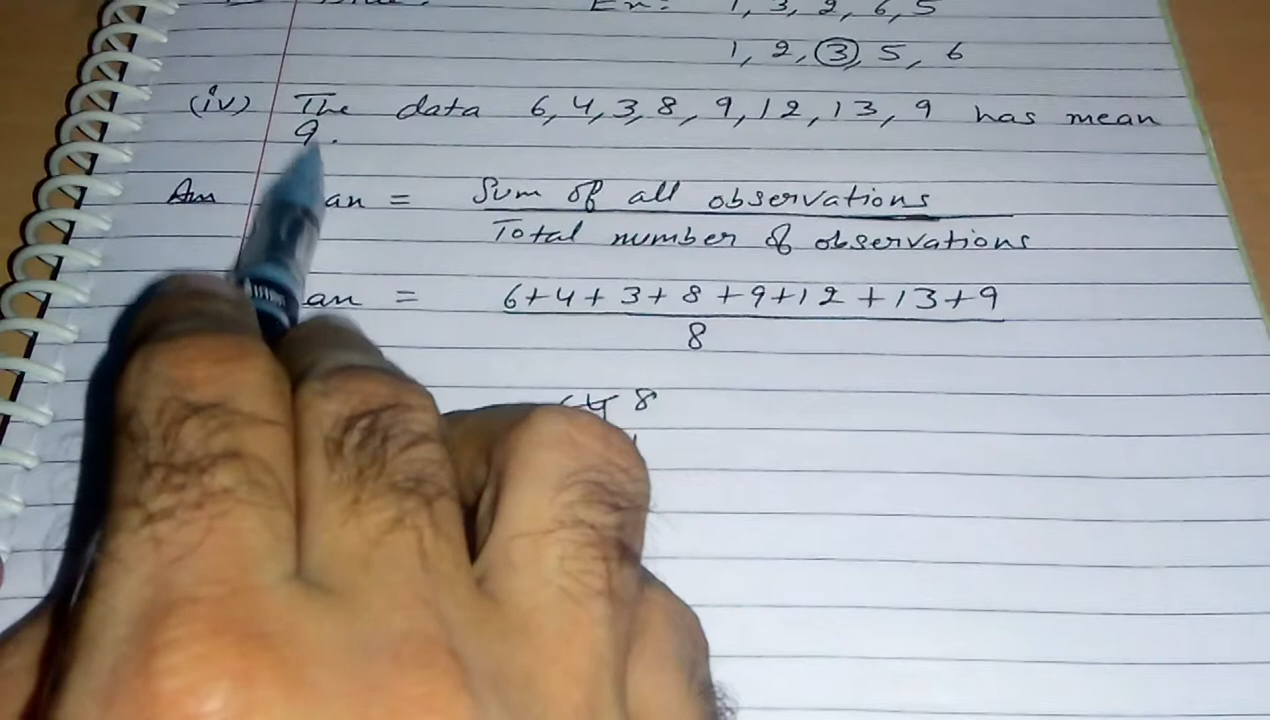 1, 3, 2, 6, 5
1, 2, 3, 5, 6
(iv) The data 6, 4, 3, 8, 9, 12, 13, 9 has mean
9.
Ans an = Sum of all observations
Total number of observations
an = 6+4+3+8+9+12+13+9
8
64 8